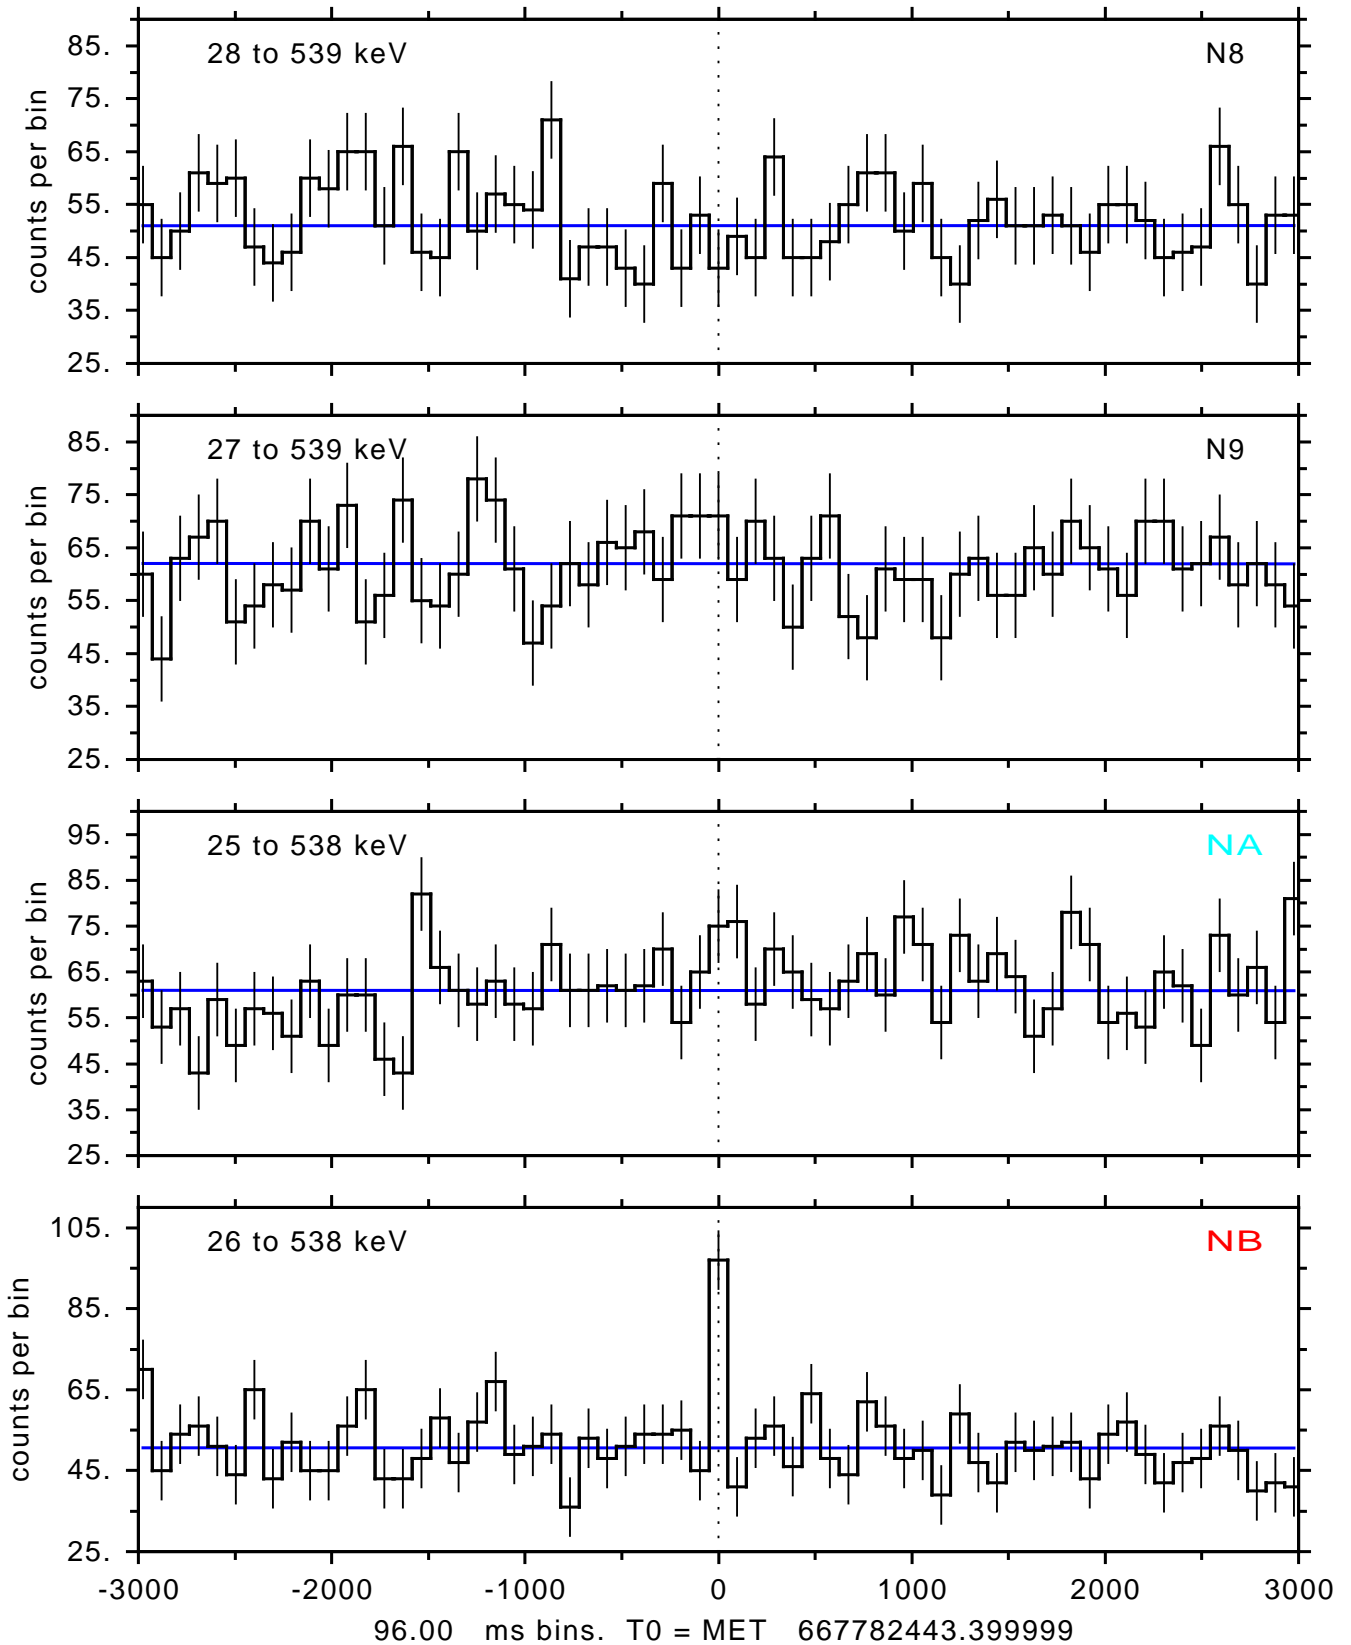 28 to 539 keV N8
85.
75.
65.
55.
45.
35.
25.
counts per bin
27 to 539 keV N9
85.
75.
65.
55.
45.
35.
25.
counts per bin
25 to 538 keV NA
95.
85.
75.
65.
55.
45.
35.
25.
counts per bin
26 to 538 keV NB
105.
85.
65.
45.
25.
counts per bin
-3000 -2000 -1000 0 1000 2000 3000
96.00 ms bins. T0 = MET 667782443.399999